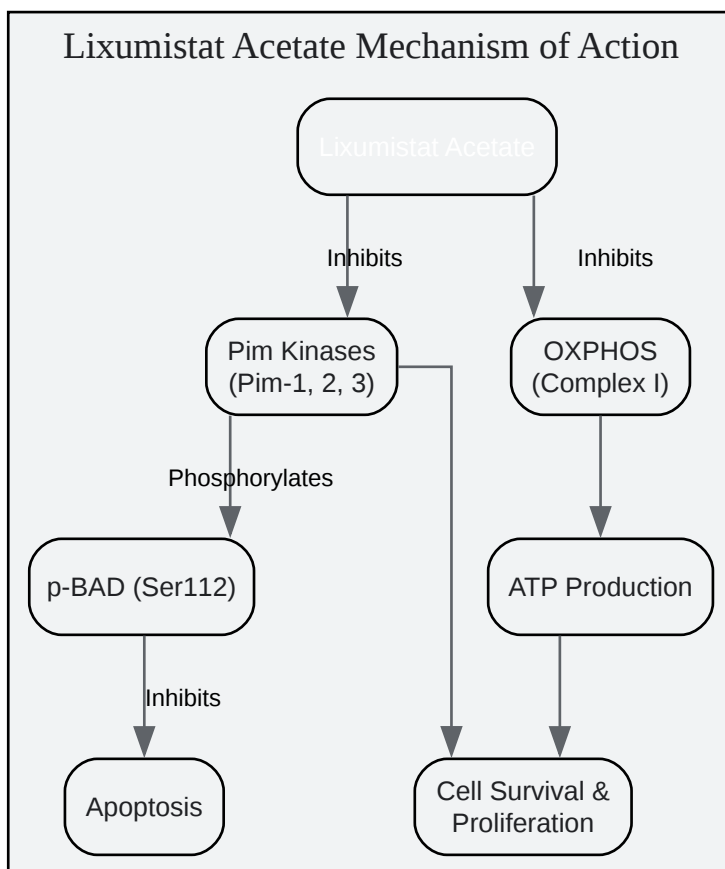 Lixumistat Acetate Mechanism of Action
Lixumistat Acetate
Inhibits
Inhibits
Pim Kinases
(Pim-1, 2, 3)
OXPHOS
(Complex I)
Phosphorylates
p-BAD (Ser112)
ATP Production
Inhibits
Apoptosis
Cell Survival &
Proliferation